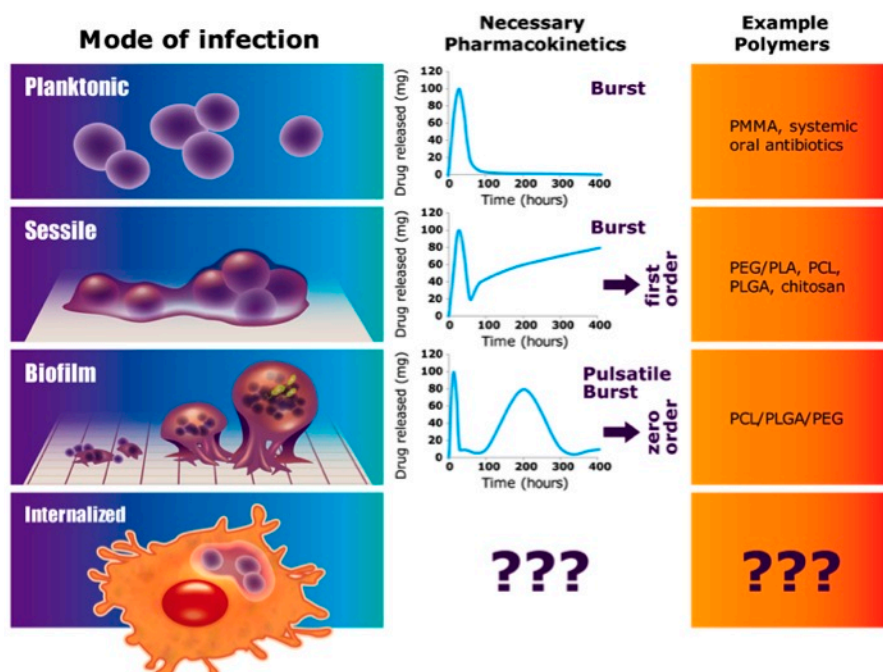 Mode of infection
Necessary
Pharmacokinetics
Example
Polymers
Planktonic
Drug released (mg)
120
100
80
60
40
20
0
0 100 200 300 400
Time (hours)
Burst
PMMA, systemic
oral antibiotics
Sessile
Drug released (mg)
120
100
80
60
40
20
0
0 100 200 300 400
Time (hours)
Burst
first
order
PEG/PLA, PCL,
PLGA, chitosan
Biofilm
Drug released (mg)
120
100
80
60
40
20
0
0 100 200 300 400
Time (hours)
Pulsatile
Burst
zero
order
PCL/PLGA/PEG
Internalized
???
???